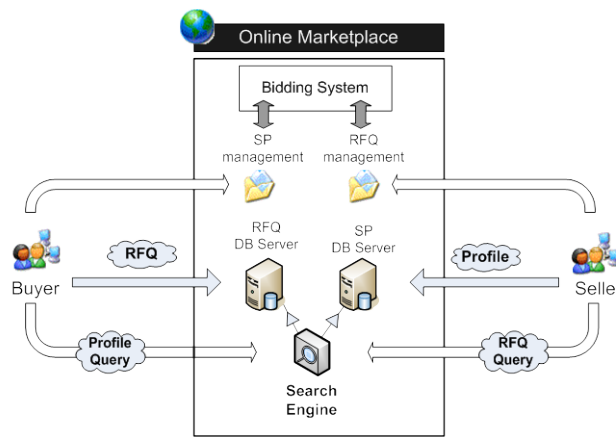 Online Marketplace
Bidding System
SP
management
RFQ
management
RFQ
DB Server
SP
DB Server
RFQ
Profile
Buyer
Selle
Profile
Query
RFQ
Query
Search
Engine